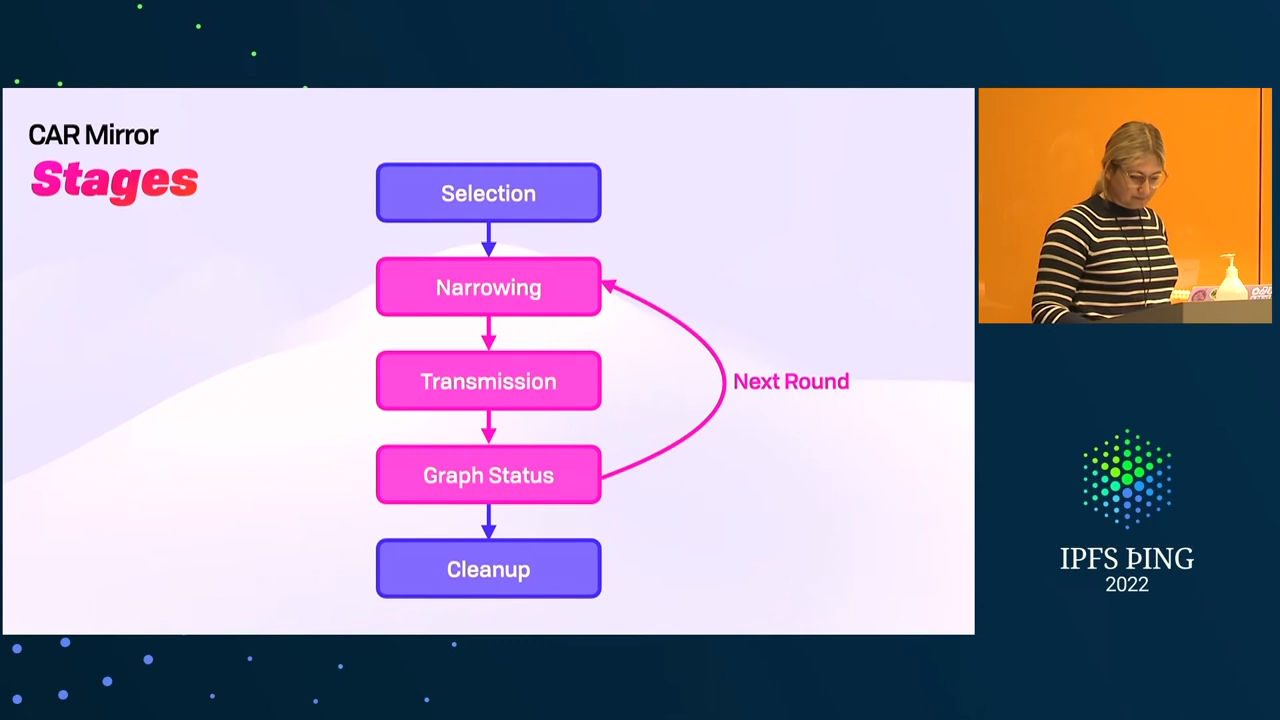 CAR Mirror
Stages
Selection
Narrowing
Transmission
Next Round
Graph Status
Cleanup
IPFS ÞING
2022